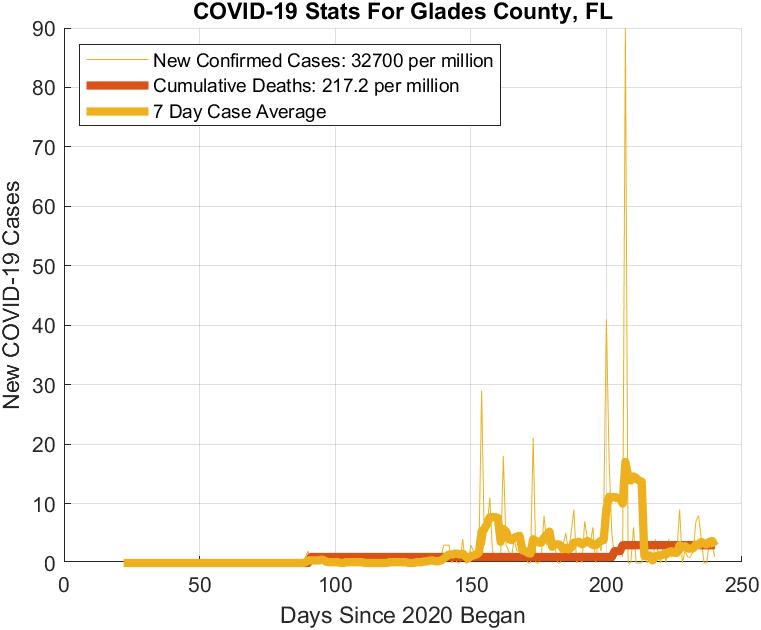 COVID-19 Stats For Glades County, FL
New Confirmed Cases: 32700 per million
Cumulative Deaths: 217.2 per million
7 Day Case Average
New COVID-19 Cases
90
80
70
60
50
40
30
20
10
0
0 50 100 150 200 250
Days Since 2020 Began